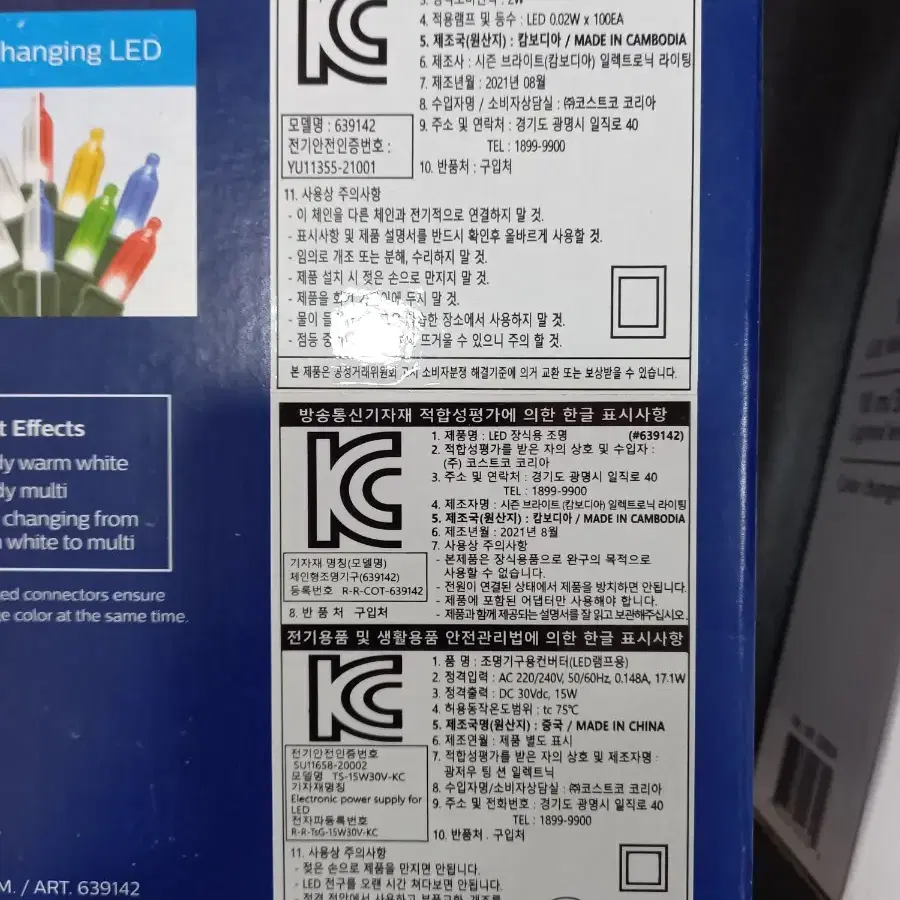 hanging LED
t Effects
dy warm white
dy multi
changing from
white to multi
ed connectors ensure
e color at the same time.
M. / ART. 639142
4. 적용램프 및 등수 : LED 0.02W x 100EA
5. 제조국(원산지) : 캄보디아 / MADE IN CAMBODIA
6. 제조사 : 시즌 브라이트(캄보디아) 일렉트로닉 라이팅
7. 제조년월 : 2021년 08월
8. 수입자명 / 소비자상담실 : ㈜코스트코 코리아
9. 주소 및 연락처 : 경기도 광명시 일직로 40
TEL : 1899-9900
10. 반품처 : 구입처
모델명 : 639142
전기안전인증번호 :
YU11355-21001
11. 사용상 주의사항
- 이 체인을 다른 체인과 전기적으로 연결하지 말 것.
- 표시사항 및 제품 설명서를 반드시 확인후 올바르게 사용할 것.
- 임의로 개조 또는 분해, 수리하지 말 것.
- 제품 설치 시 젖은 손으로 만지지 말 것.
- 제품을 두지 말 것.
- 물이 장소에서 사용하지 말 것.
- 점등 뜨거울 수 있으니 주의 할 것.
본 제품은 공정거래위원회 고시 소비자분쟁 해결기준에 의거 교환 또는 보상받을 수 있습니다.
방송통신기자재 적합성평가에 의한 한글 표시사항
1. 제품명 : LED 장식용 조명 (#639142)
2. 적합성평가를 받은 자의 상호 및 수입자 :
(주) 코스트코 코리아
3. 주소 및 연락처 : 경기도 광명시 일직로 40
TEL : 1899-9900
4. 제조자명 : 시즌 브라이트 (캄보디아) 일렉트로닉 라이팅
5. 제조국(원산지) : 캄보디아 / MADE IN CAMBODIA
6. 제조년월 : 2021년 8월
7. 사용상 주의사항
- 본제품은 장식용품으로 완구의 목적으로
사용할 수 없습니다.
- 전원이 연결된 상태에서 제품을 방치하면 안됩니다.
- 제품에 포함된 어댑터만 사용해야 합니다.
- 제품과 함께 제공되는 설명서를 잘 읽고 보관해주십시오.
기자재 명칭(모델명)
체인형조명기구(639142)
등록번호 R-R-COT-639142
8. 반품처 구입처
전기용품 및 생활용품 안전관리법에 의한 한글 표시사항
1. 품 명 : 조명기구용컨버터(LED램프용)
2. 정격입력 : AC 220/240V, 50/60Hz, 0.148A, 17.1W
3. 정격출력 : DC 30Vdc, 15W
4. 허용동작온도범위 : tc 75℃
5. 제조국명(원산지) : 중국 / MADE IN CHINA
6. 제조연월 : 제품 별도 표시
7. 적합성평가를 받은 자의 상호 및 제조자명 :
광저우 팅 션 일렉트닉
8. 수입자명/소비자상담실 : ㈜코스트코 코리아
9. 주소 및 전화번호 : 경기도 광명시 일직로 40
TEL : 1899-9900
10. 반품처 . 구입처
전기안전인증번호
SU11658-20002
모델명 TS-15W30V-KC
기자재명칭
Electronic power supply for
LED
전자파등록번호
R-R-TsG-15W30V-KC
11. 사용상 주의사항
- 젖은 손으로 제품을 만지면 안됩니다.
- LED 전구를 오랜 시간 쳐다보면 안됩니다.